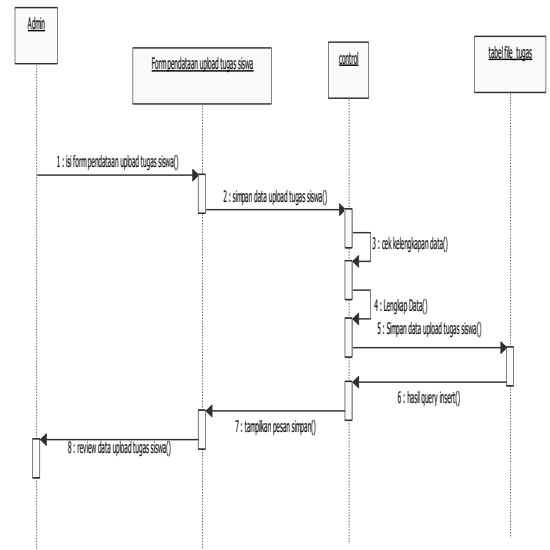 Admin
Form pendataan upload tugas siswa
control
tabel file_tugas
1 : isi form pendataan upload tugas siswa()
2 : simpan data upload tugas siswa()
3 : cek kelengkapan data()
4 : Lengkap Data()
5 : Simpan data upload tugas siswa()
6 : hasil query insert()
7 : tampilkan pesan simpan()
8 : review data upload tugas siswa()